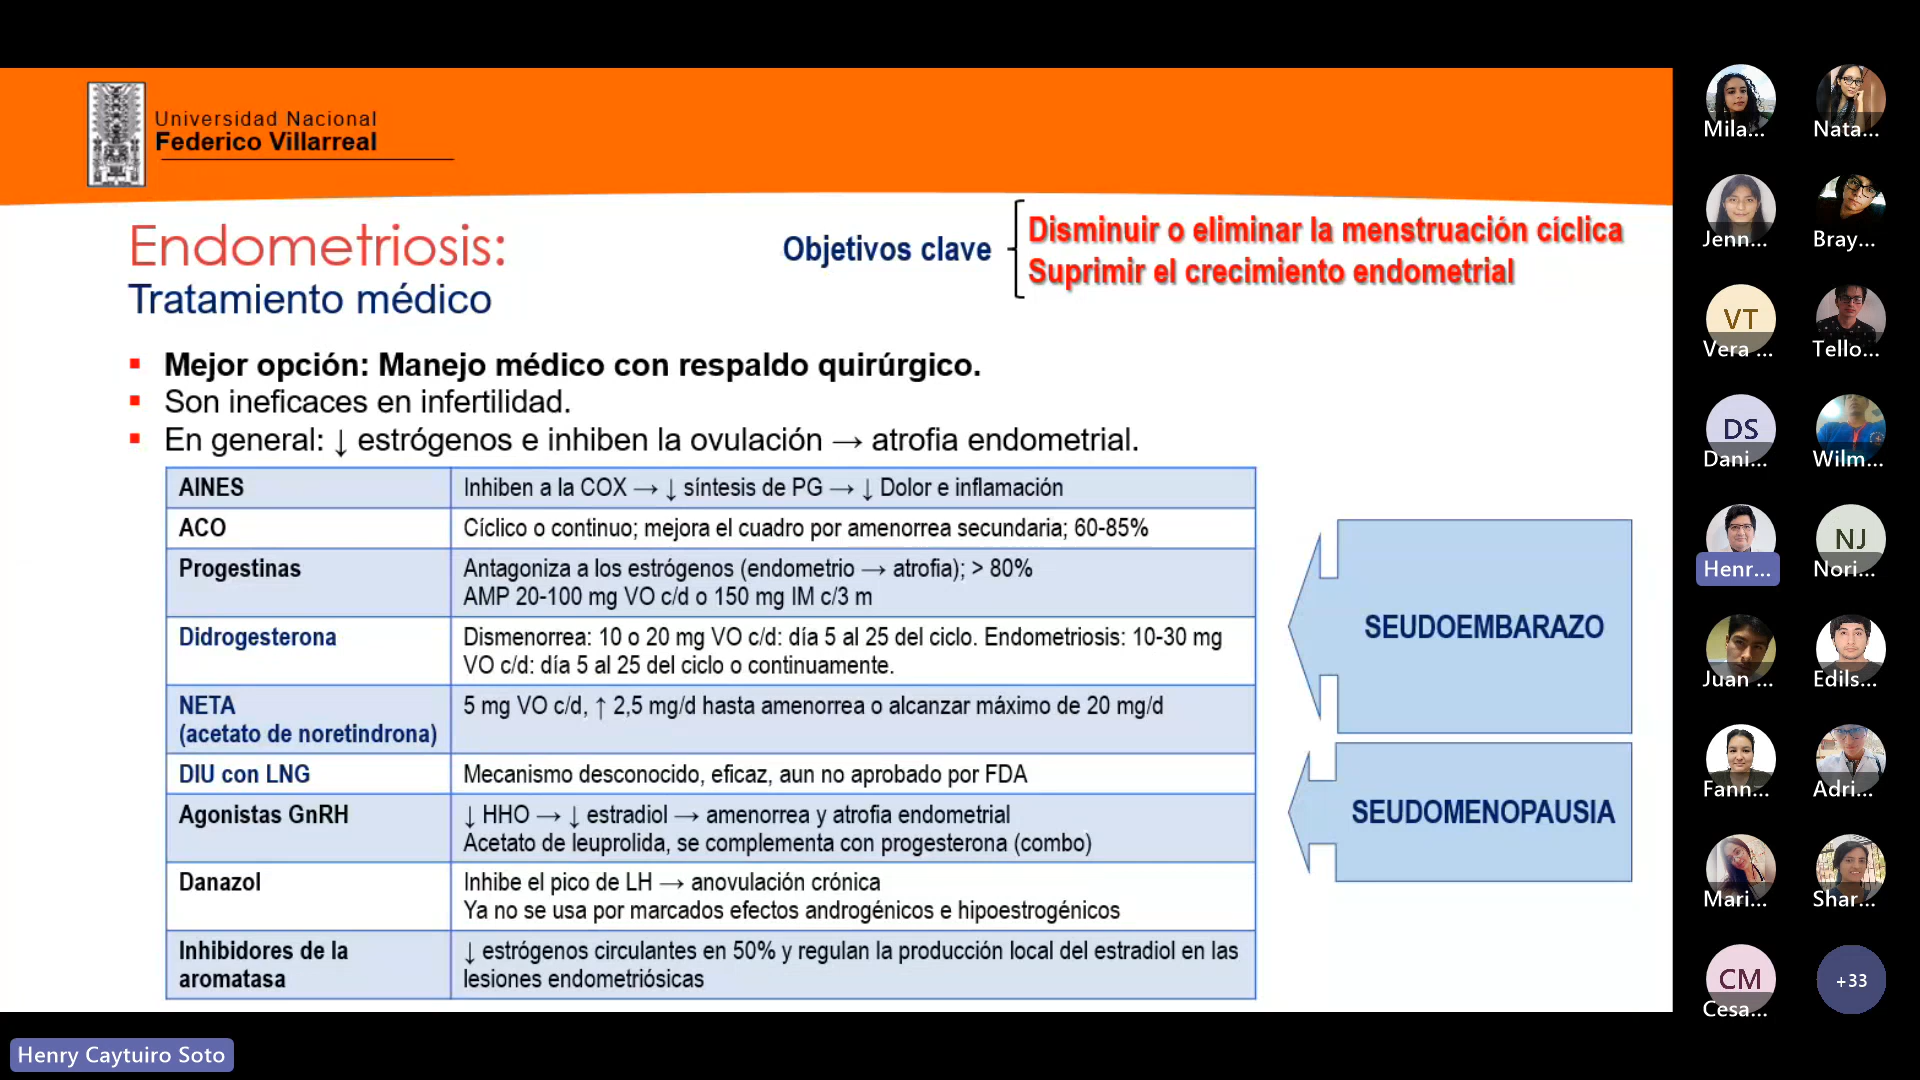 Universidad Nacional
Federico Villarreal
Endometriosis:
Tratamiento médico
Objetivos clave
Disminuir o eliminar la menstruación cíclica
Suprimir el crecimiento endometrial
▪ Mejor opción: Manejo médico con respaldo quirúrgico.
▪ Son ineficaces en infertilidad.
▪ En general: ↓ estrógenos e inhiben la ovulación → atrofia endometrial.
AINES Inhiben a la COX → ↓ síntesis de PG → ↓ Dolor e inflamación
ACO Cíclico o continuo; mejora el cuadro por amenorrea secundaria; 60-85%
Progestinas Antagoniza a los estrógenos (endometrio → atrofia); > 80%
AMP 20-100 mg VO c/d o 150 mg IM c/3 m
Didrogesterona Dismenorrea: 10 o 20 mg VO c/d: día 5 al 25 del ciclo. Endometriosis: 10-30 mg
VO c/d: día 5 al 25 del ciclo o continuamente.
NETA 5 mg VO c/d, ↑ 2,5 mg/d hasta amenorrea o alcanzar máximo de 20 mg/d
(acetato de noretindrona)
DIU con LNG Mecanismo desconocido, eficaz, aun no aprobado por FDA
Agonistas GnRH ↓ HHO → ↓ estradiol → amenorrea y atrofia endometrial
Acetato de leuprolida, se complementa con progesterona (combo)
Danazol Inhibe el pico de LH → anovulación crónica
Ya no se usa por marcados efectos androgénicos e hipoestrogénicos
Inhibidores de la ↓ estrógenos circulantes en 50% y regulan la producción local del estradiol en las
aromatasa lesiones endometriósicas
SEUDOEMBARAZO
SEUDOMENOPAUSIA
Mila... Nata...
Jenn... Bray...
VT
Vera ... Tello...
DS
Dani... Wilm...
NJ
Henr... Nori...
Juan ... Edils...
Fann... Adri...
Mari... Shar...
CM +33
Cesa...
Henry Caytuiro Soto